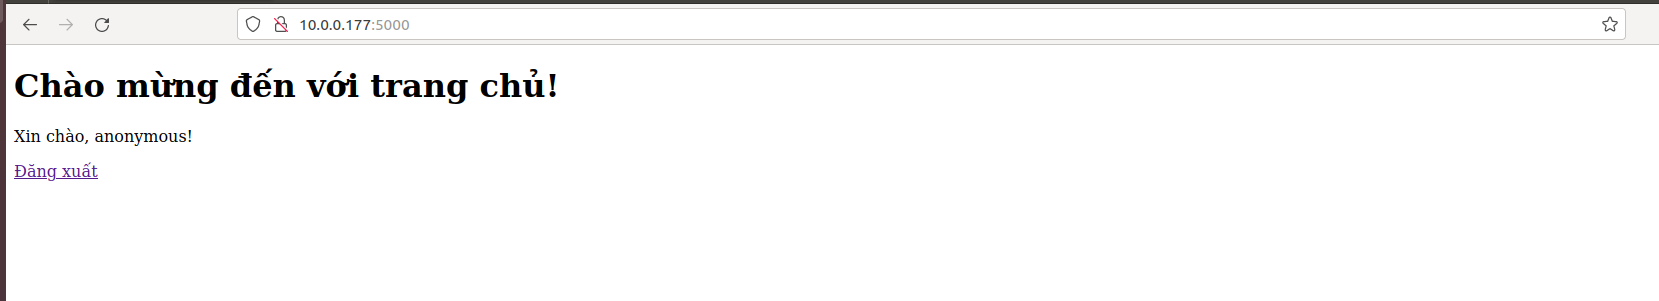 10.0.0.177:5000
Chào mừng đến với trang chủ!
Xin chào, anonymous!
Đăng xuất